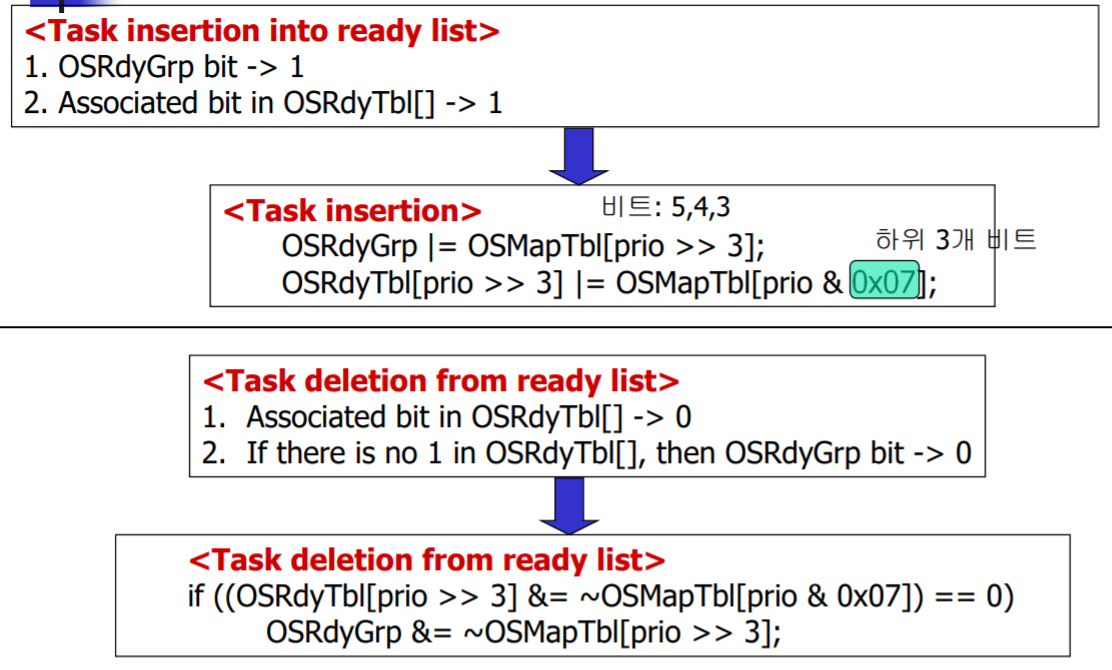 <Task insertion into ready list>
1. OSRdyGrp bit -> 1
2. Associated bit in OSRdyTbl[] -> 1
<Task insertion> 비트: 5,4,3
OSRdyGrp |= OSMapTbl[prio >> 3]; 하위 3개 비트
OSRdyTbl[prio >> 3] |= OSMapTbl[prio & 0x07];
<Task deletion from ready list>
1. Associated bit in OSRdyTbl[] -> 0
2. If there is no 1 in OSRdyTbl[], then OSRdyGrp bit -> 0
<Task deletion from ready list>
if ((OSRdyTbl[prio >> 3] &= ~OSMapTbl[prio & 0x07]) == 0)
OSRdyGrp &= ~OSMapTbl[prio >> 3];